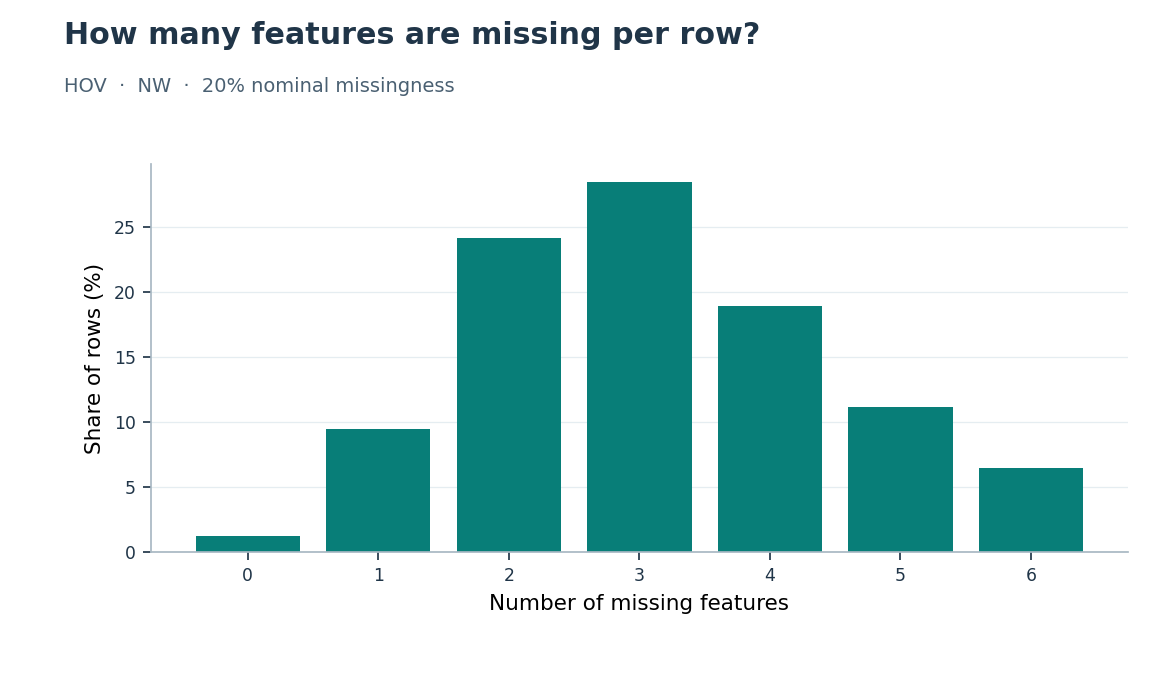 How many features are missing per row?
HOV · NW · 20% nominal missingness
Share of rows (%)
25
20
15
10
5
0
0 1 2 3 4 5 6
Number of missing features